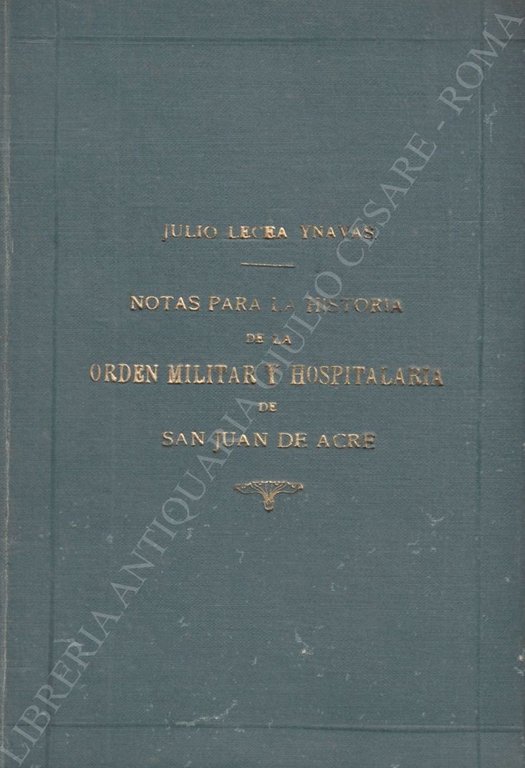 JULIO LECEA YNAVAS
NOTAS PARA LA HISTORIA
DE LA
ORDEN MILITAR Y HOSPITALARIA
DE
SAN JUAN DE ACRE
LIBRERIA ANTIQUARIA GIULIO CESARE - ROMA